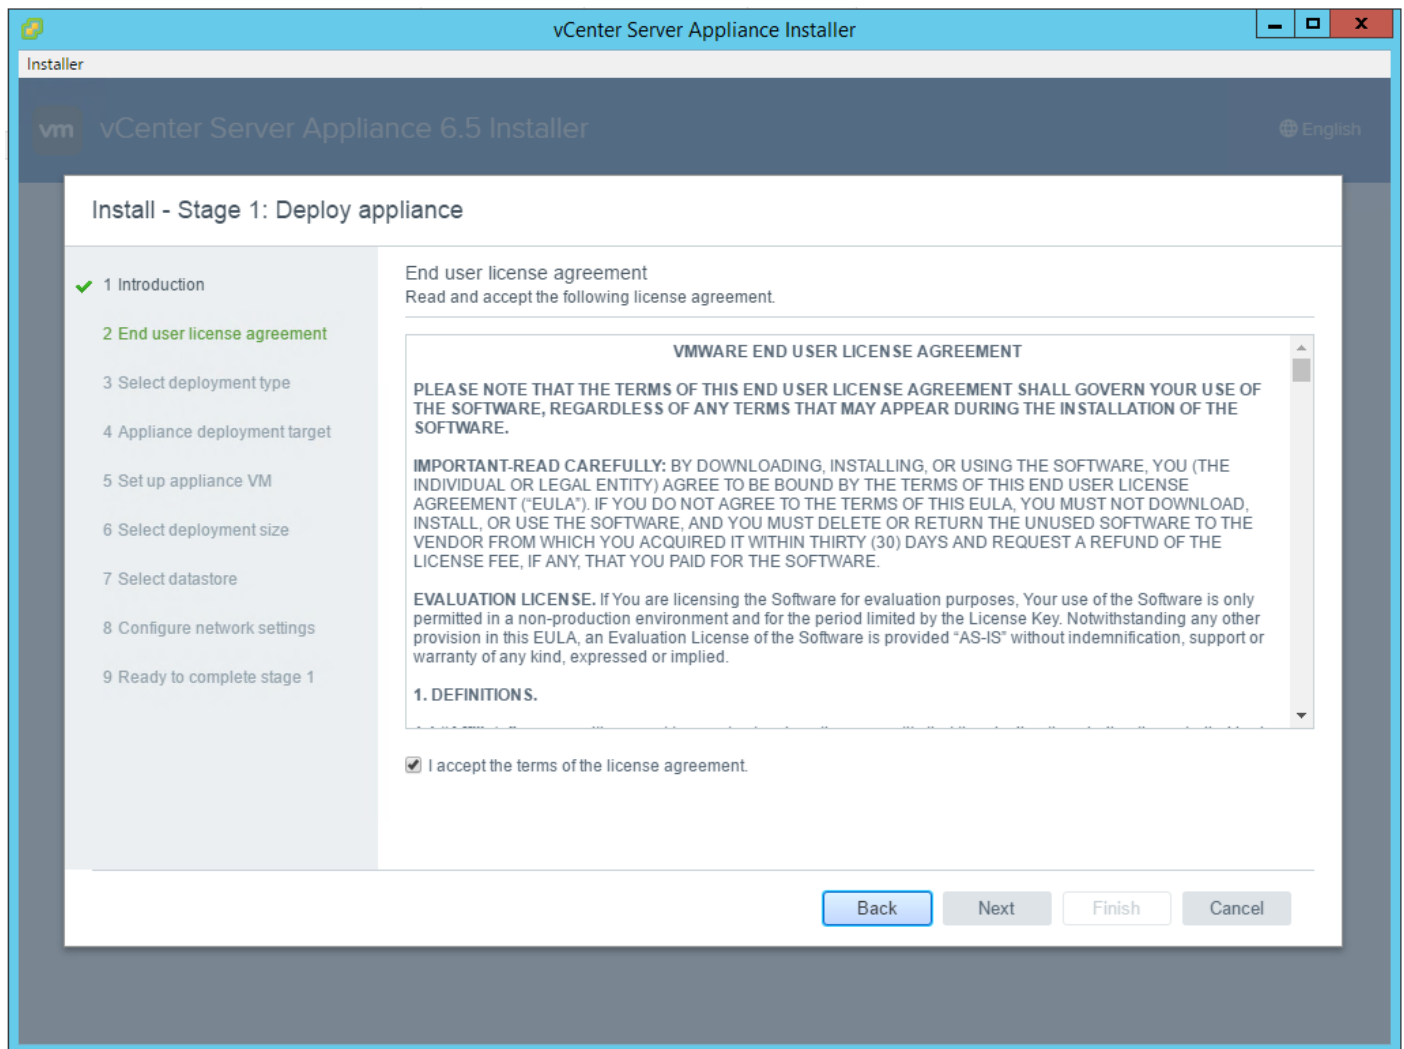 vCenter Server Appliance Installer
Installer
vm vCenter Server Appliance 6.5 Installer
English
Install - Stage 1: Deploy appliance
1 Introduction
2 End user license agreement
3 Select deployment type
4 Appliance deployment target
5 Set up appliance VM
6 Select deployment size
7 Select datastore
8 Configure network settings
9 Ready to complete stage 1
End user license agreement
Read and accept the following license agreement.
VMWARE END USER LICENSE AGREEMENT
PLEASE NOTE THAT THE TERMS OF THIS END USER LICENSE AGREEMENT SHALL GOVERN YOUR USE OF
THE SOFTWARE, REGARDLESS OF ANY TERMS THAT MAY APPEAR DURING THE INSTALLATION OF THE
SOFTWARE.
IMPORTANT-READ CAREFULLY: BY DOWNLOADING, INSTALLING, OR USING THE SOFTWARE, YOU (THE
INDIVIDUAL OR LEGAL ENTITY) AGREE TO BE BOUND BY THE TERMS OF THIS END USER LICENSE
AGREEMENT (“EULA”). IF YOU DO NOT AGREE TO THE TERMS OF THIS EULA, YOU MUST NOT DOWNLOAD,
INSTALL, OR USE THE SOFTWARE, AND YOU MUST DELETE OR RETURN THE UNUSED SOFTWARE TO THE
VENDOR FROM WHICH YOU ACQUIRED IT WITHIN THIRTY (30) DAYS AND REQUEST A REFUND OF THE
LICENSE FEE, IF ANY, THAT YOU PAID FOR THE SOFTWARE.
EVALUATION LICENSE. If You are licensing the Software for evaluation purposes, Your use of the Software is only
permitted in a non-production environment and for the period limited by the License Key. Notwithstanding any other
provision in this EULA, an Evaluation License of the Software is provided “AS-IS” without indemnification, support or
warranty of any kind, expressed or implied.
1. DEFINITIONS.
I accept the terms of the license agreement.
Back
Next
Finish
Cancel